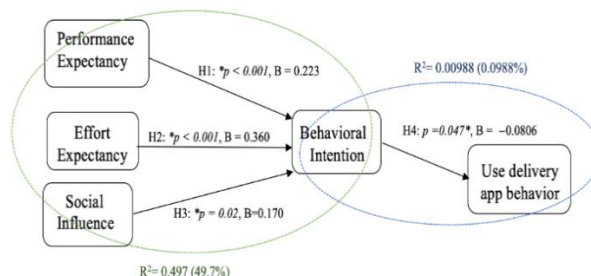 Performance
Expectancy
H1: *p < 0.001, B = 0.223
R²= 0.00988 (0.0988%)
Effort
Expectancy
H2: *p < 0.001, B = 0.360
Behavioral
Intention
H4: p =0.047*, B = −0.0806
Use delivery
app behavior
Social
Influence
H3: *p = 0.02, B=0.170
R²= 0.497 (49.7%)